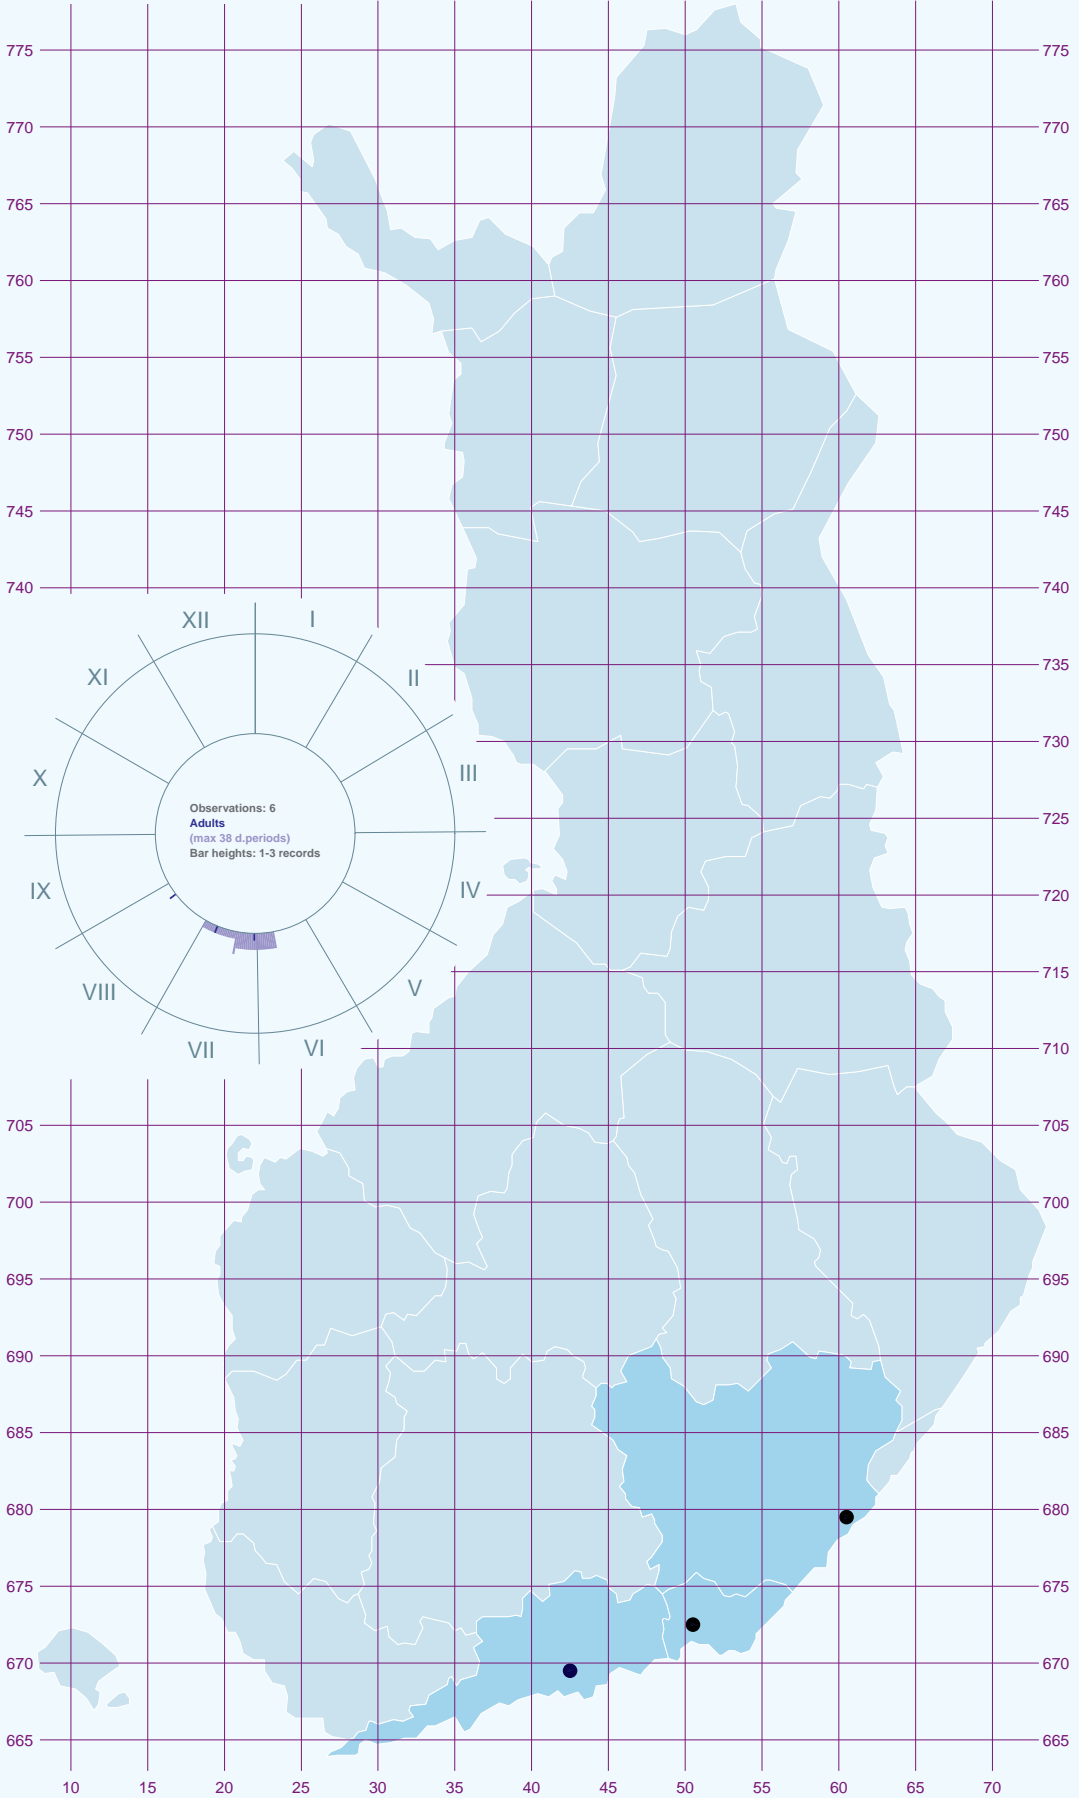 775 775
770 770
765 765
760 760
755 755
750 750
745 745
740 740
XII I
XI II
735
730
X III
725
Observations: 6
Adults
(max 38 d.periods)
Bar heights: 1-3 records
IX IV
720
VIII V
715
VII VI
710
705 705
700 700
695 695
690 690
685 685
680 680
675 675
670 670
665 665
10 15 20 25 30 35 40 45 50 55 60 65 70